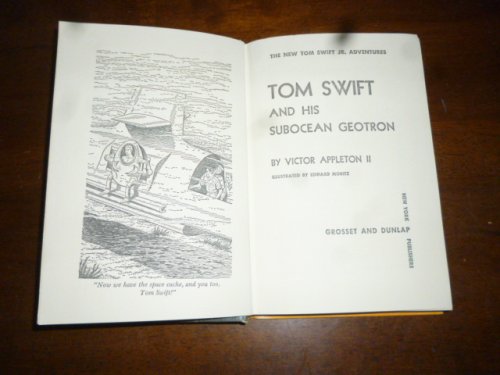 "Now we have the space cache, and you too,
Tom Swift!"
THE NEW TOM SWIFT JR. ADVENTURES
TOM SWIFT
AND HIS
SUBOCEAN GEOTRON
BY VICTOR APPLETON II
ILLUSTRATED BY EDWARD MORITZ
GROSSET AND DUNLAP
NEW YORK PUBLISHERS